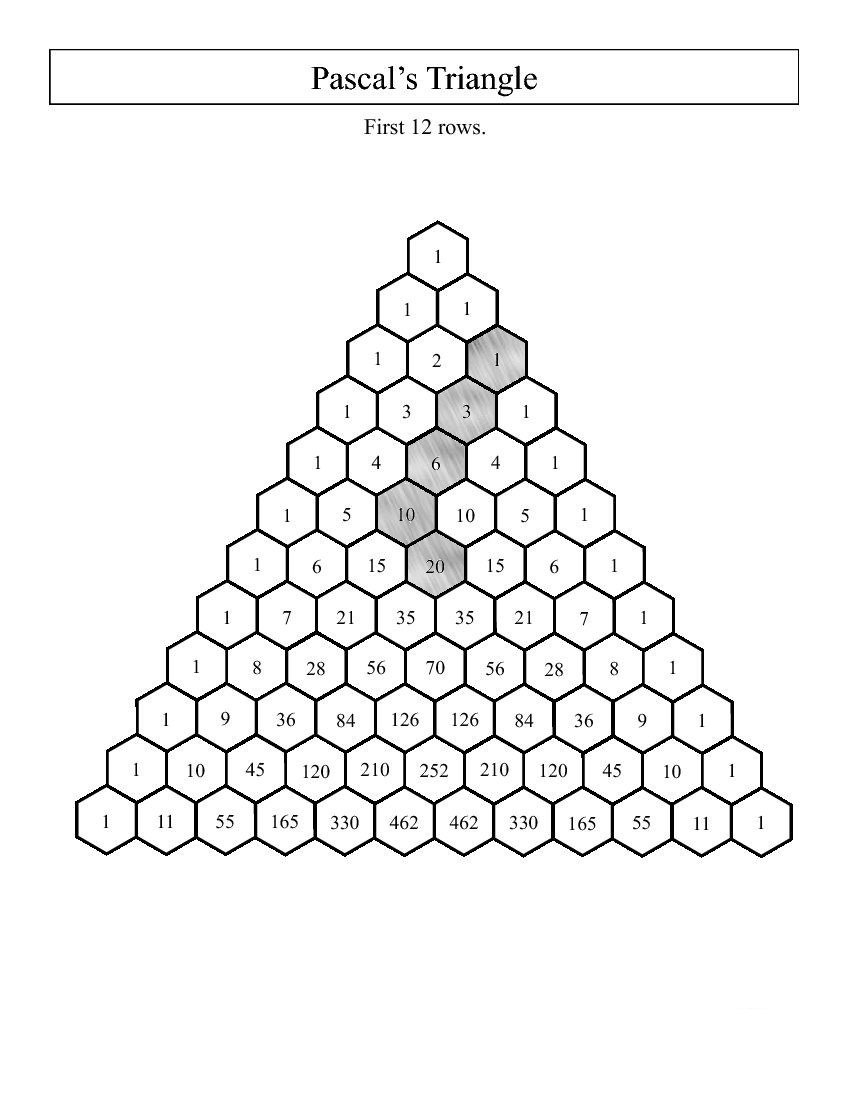 Pascal's Triangle
First 12 rows.
1
1 1
1 2 1
1 3 3 1
1 4 6 4 1
1 5 10 10 5 1
1 6 15 20 15 6 1
1 7 21 35 35 21 7 1
1 8 28 56 70 56 28 8 1
1 9 36 84 126 126 84 36 9 1
1 10 45 120 210 252 210 120 45 10 1
1 11 55 165 330 462 462 330 165 55 11 1